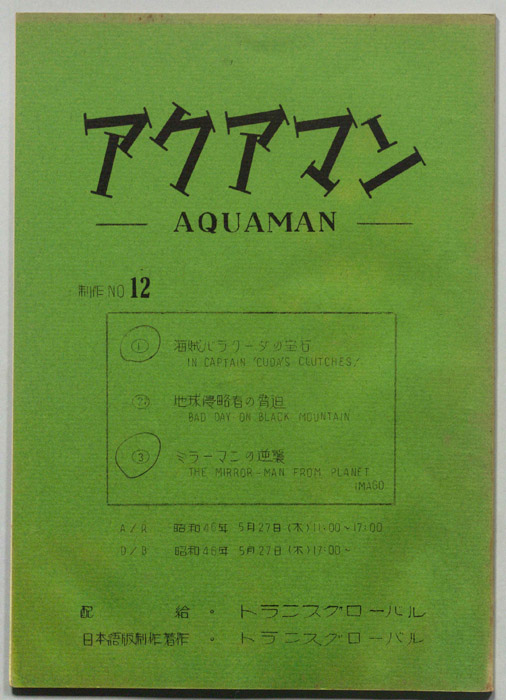 アクアマン
AQUAMAN
制作NO 12
① 海賊バラクーダの宝石
IN CAPTAIN 'CUDA'S CLUTCHES!
② 地球侵略者の脅迫
BAD DAY ON BLACK MOUNTAIN
③ ミラーマンの逆襲
THE MIRROR-MAN FROM PLANET
IMAGO
A/R 昭和46年 5月27日(木)11:00~17:00
D/B 昭和46年 5月27日(木)17:00~
配 給 。 トランスグローバル
日本語版制作著作 。 トランスグローバル